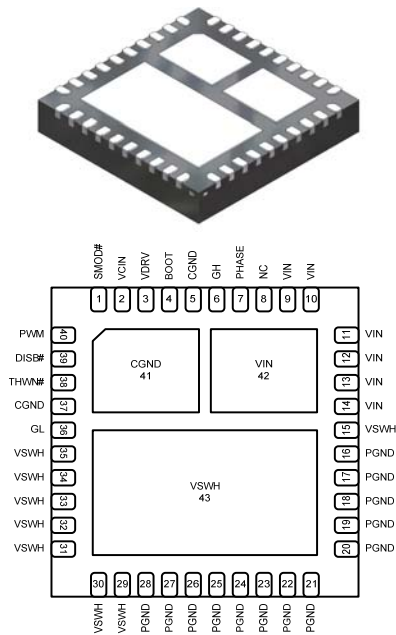 SMOD#
VCIN
VDRV
BOOT
CGND
GH
PHASE
NC
VIN
VIN
1
2
3
4
5
6
7
8
9
10
PWM
40
DISB#
39
THWN#
38
CGND
37
GL
36
VSWH
35
VSWH
34
VSWH
33
VSWH
32
VSWH
31
CGND
41
VIN
42
VSWH
43
11
VIN
12
VIN
13
VIN
14
VIN
15
VSWH
16
PGND
17
PGND
18
PGND
19
PGND
20
PGND
30
29
28
27
26
25
24
23
22
21
VSWH
VSWH
PGND
PGND
PGND
PGND
PGND
PGND
PGND
PGND